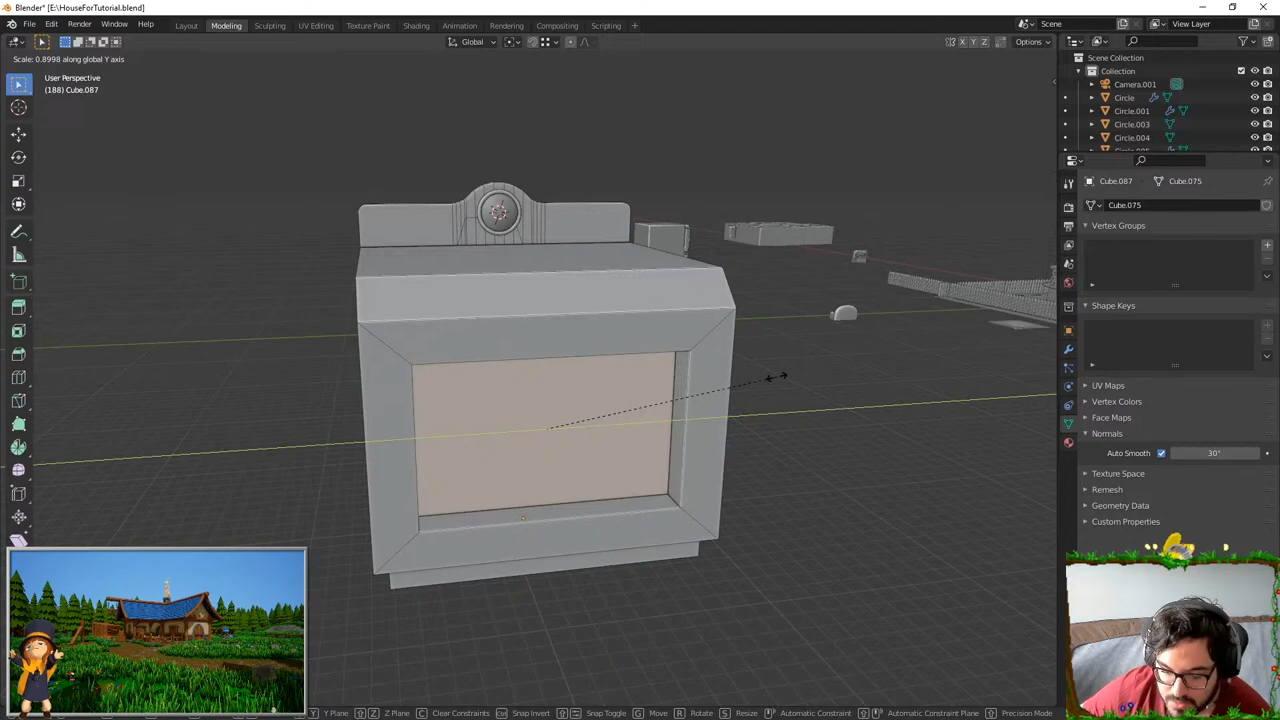 Blender* [E:\HouseForTutorial.blend]
File Edit Render Window Help Layout Modeling Sculpting UV Editing Texture Paint Shading Animation Rendering Compositing Scripting + Scene View Layer
Global Options
X Y Z
Scale: 0.8998 along global Y axis
User Perspective
(188) Cube.087
Scene Collection
Collection
Camera.001
Circle
Circle.001
Circle.003
Circle.004
Cube.087 Cube.075
Cube.075
Vertex Groups
Shape Keys
UV Maps
Vertex Colors
Face Maps
Normals
Auto Smooth 30°
Texture Space
Remesh
Geometry Data
Custom Properties
Y Y Plane Z Z Plane C Clear Constraints Snap Invert Snap Toggle G Move R Rotate S Resize Automatic Constraint Automatic Constraint Plane Precision Mode